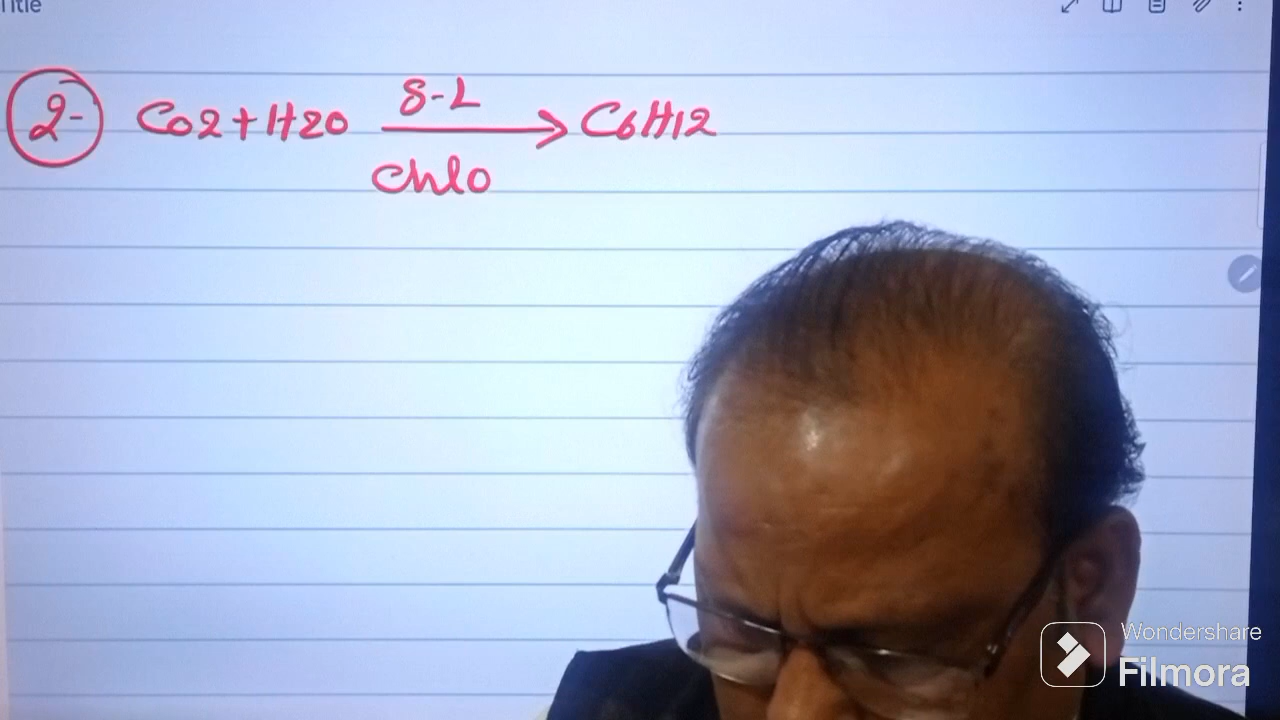 Title
S-L
2- CO2+H2O → C6H12
Chlo
Wondershare
Filmora